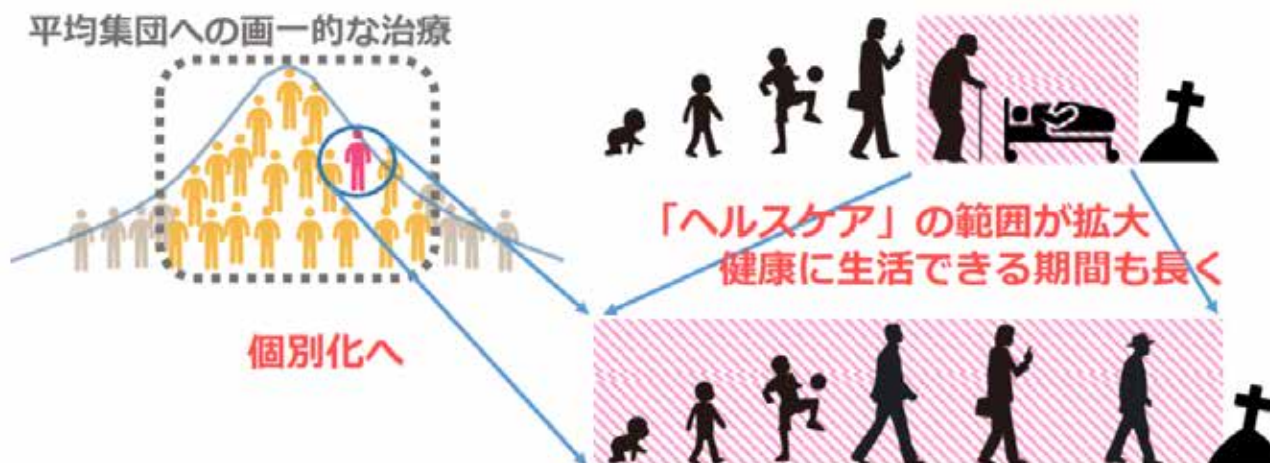 平均集団への画一的な治療
「ヘルスケア」の範囲が拡大
健康に生活できる期間も長く
個別化へ